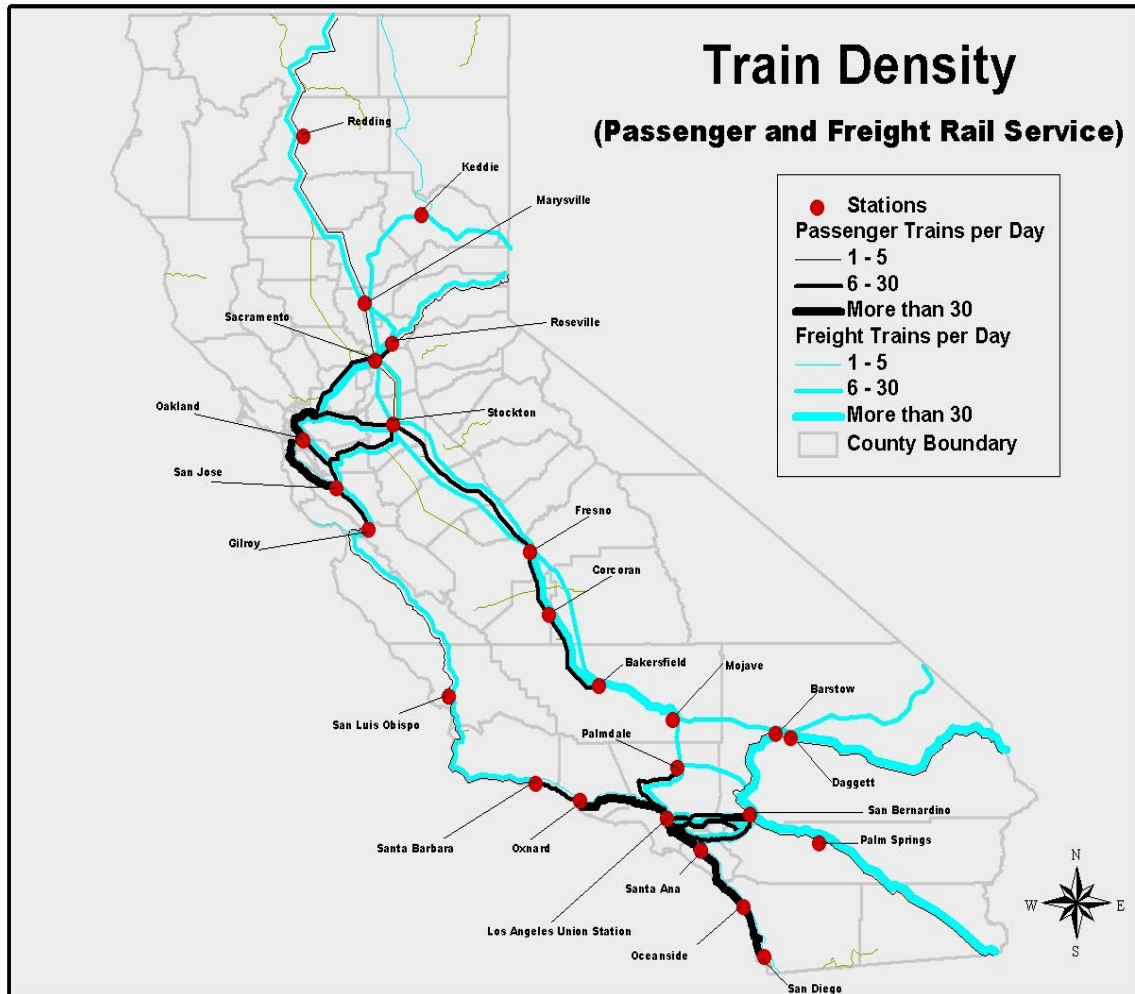 Train Density
(Passenger and Freight Rail Service)
Redding
Keddie
Marysville
Sacramento
Roseville
Oakland
Stockton
San Jose
Gilroy
Fresno
Corcoran
Bakersfield
Mojave
Barstow
San Luis Obispo
Palmdale
Daggett
San Bernardino
Santa Barbara
Oxnard
Palm Springs
Santa Ana
Los Angeles Union Station
Oceanside
San Diego
Stations
Passenger Trains per Day
1 - 5
6 - 30
More than 30
Freight Trains per Day
1 - 5
6 - 30
More than 30
County Boundary
N
W
E
S